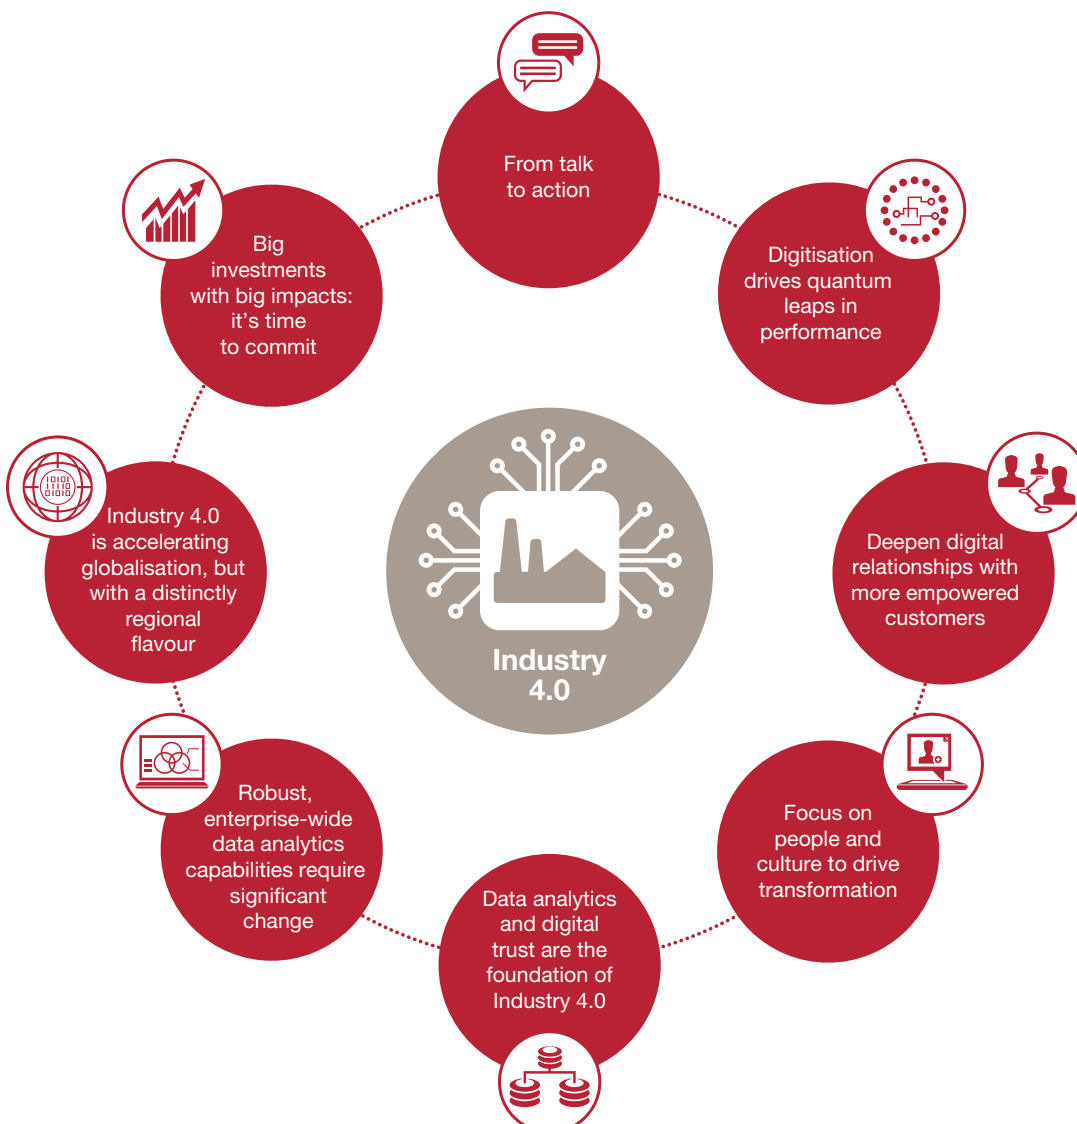 From talk
to action
Digitisation
drives quantum
leaps in
performance
Deepen digital
relationships with
more empowered
customers
Focus on
people and
culture to drive
transformation
Data analytics
and digital
trust are the
foundation of
Industry 4.0
Robust,
enterprise-wide
data analytics
capabilities require
significant
change
Industry 4.0
is accelerating
globalisation, but
with a distinctly
regional
flavour
10101
11110
01010
Big
investments
with big impacts:
it's time
to commit
Industry
4.0